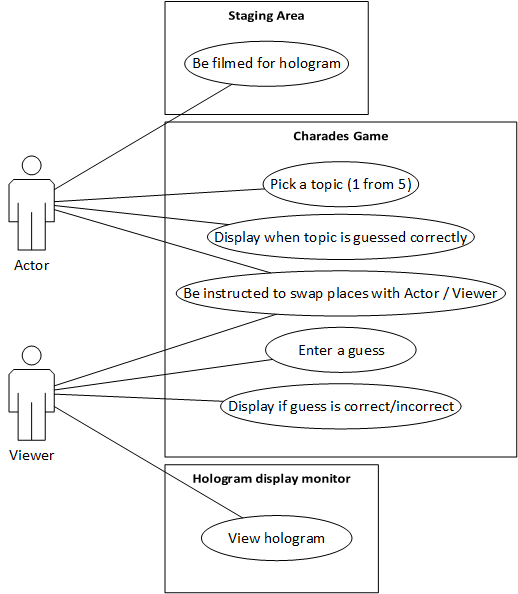 Staging Area
Be filmed for hologram
Charades Game
Pick a topic (1 from 5)
Display when topic is guessed correctly
Actor
Be instructed to swap places with Actor / Viewer
Enter a guess
Display if guess is correct/incorrect
Viewer
Hologram display monitor
View hologram